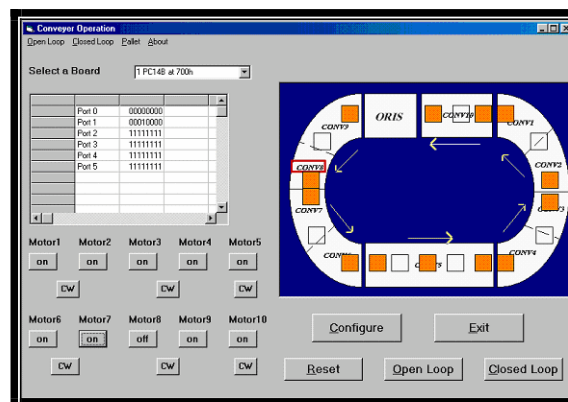 Conveyer Operation
Open Loop Closed Loop Pallet About
Select a Board 1 PC14B at 700h
Port 0 00000000
Port 1 00010000
Port 2 11111111
Port 3 11111111
Port 4 11111111
Port 5 11111111
CONV9 ORIS CONV10 CONV1
CONV8 CONV2
CONV7 CONV3
CONV4
Motor1 Motor2 Motor3 Motor4 Motor5
on on on on on
CW CW CW
Motor6 Motor7 Motor8 Motor9 Motor10
on on off on on
CW CW CW
Configure Exit
Reset Open Loop Closed Loop